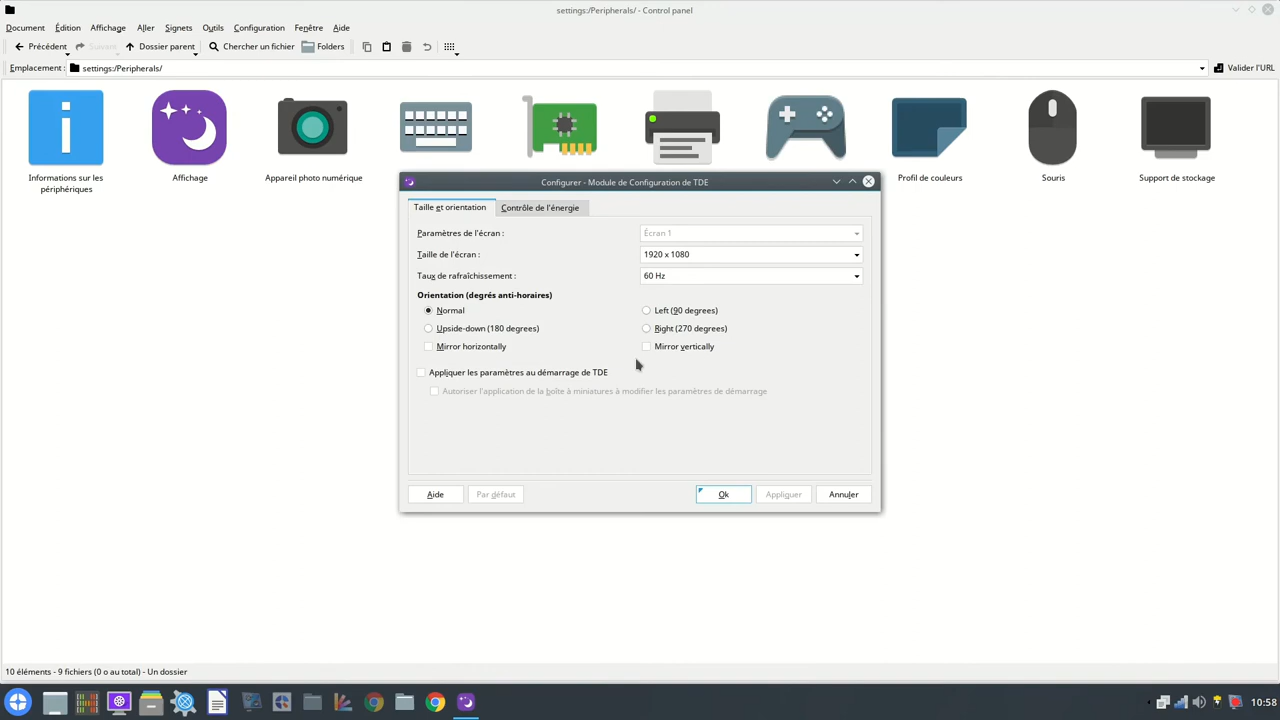 settings:/Peripherals/ - Control panel
Document Édition Affichage Aller Signets Outils Configuration Fenêtre Aide
Précédent Suivant Dossier parent Chercher un fichier Folders
Emplacement : settings:/Peripherals/ Valider l'URL
Informations sur les
périphériques
Affichage
Appareil photo numérique
Profil de couleurs
Souris
Support de stockage
Configurer - Module de Configuration de TDE
Taille et orientation Contrôle de l'énergie
Paramètres de l'écran : Écran 1
Taille de l'écran : 1920 x 1080
Taux de rafraîchissement : 60 Hz
Orientation (degrés anti-horaires)
Normal Left (90 degrees)
Upside-down (180 degrees) Right (270 degrees)
Mirror horizontally Mirror vertically
Appliquer les paramètres au démarrage de TDE
Autoriser l'application de la boîte à miniatures à modifier les paramètres de démarrage
Aide Par défaut Ok Appliquer Annuler
10 éléments - 9 fichiers (0 o au total) - Un dossier
10:58